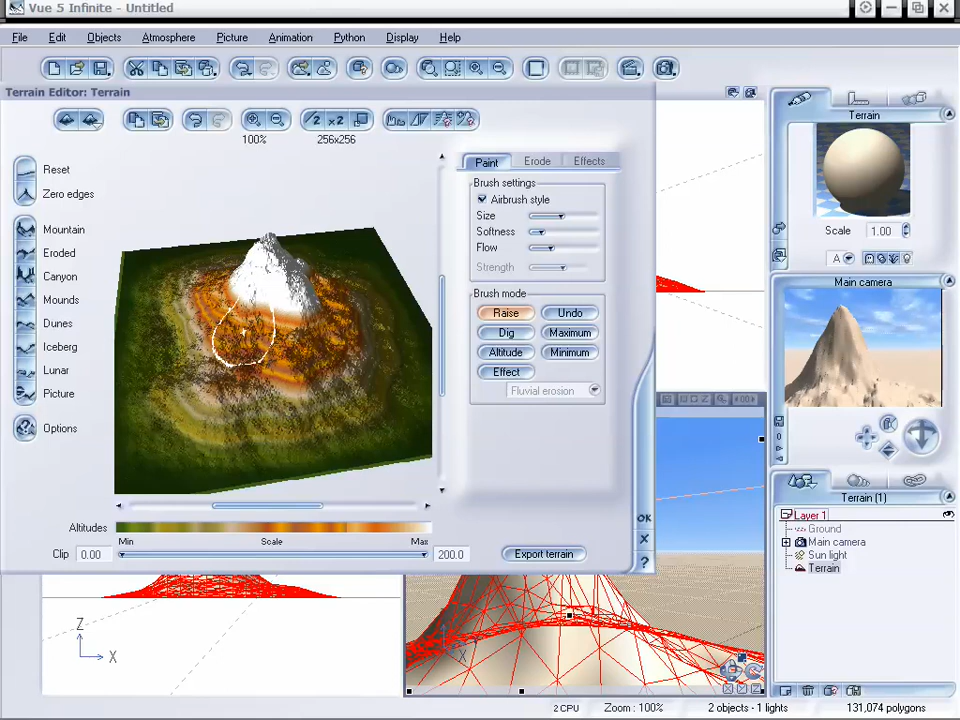 Vue 5 Infinite - Untitled
File Edit Objects Atmosphere Picture Animation Python Display Help
Terrain Editor: Terrain
100% 256x256
Reset
Zero edges
Mountain
Eroded
Canyon
Mounds
Dunes
Iceberg
Lunar
Picture
Options
Paint Erode Effects
Brush settings
Airbrush style
Size
Softness
Flow
Strength
Brush mode
Raise Undo
Dig Maximum
Altitude Minimum
Effect
Fluvial erosion
Altitudes
Min Scale Max
Clip 0.00 200.0
Export terrain
OK
X
?
Terrain
Scale 1.00
A
Main camera
0
Terrain (1)
Layer 1
Ground
Main camera
Sun light
Terrain
Z
X
X
2 CPU Zoom : 100% 2 objects - 1 lights 131,074 polygons